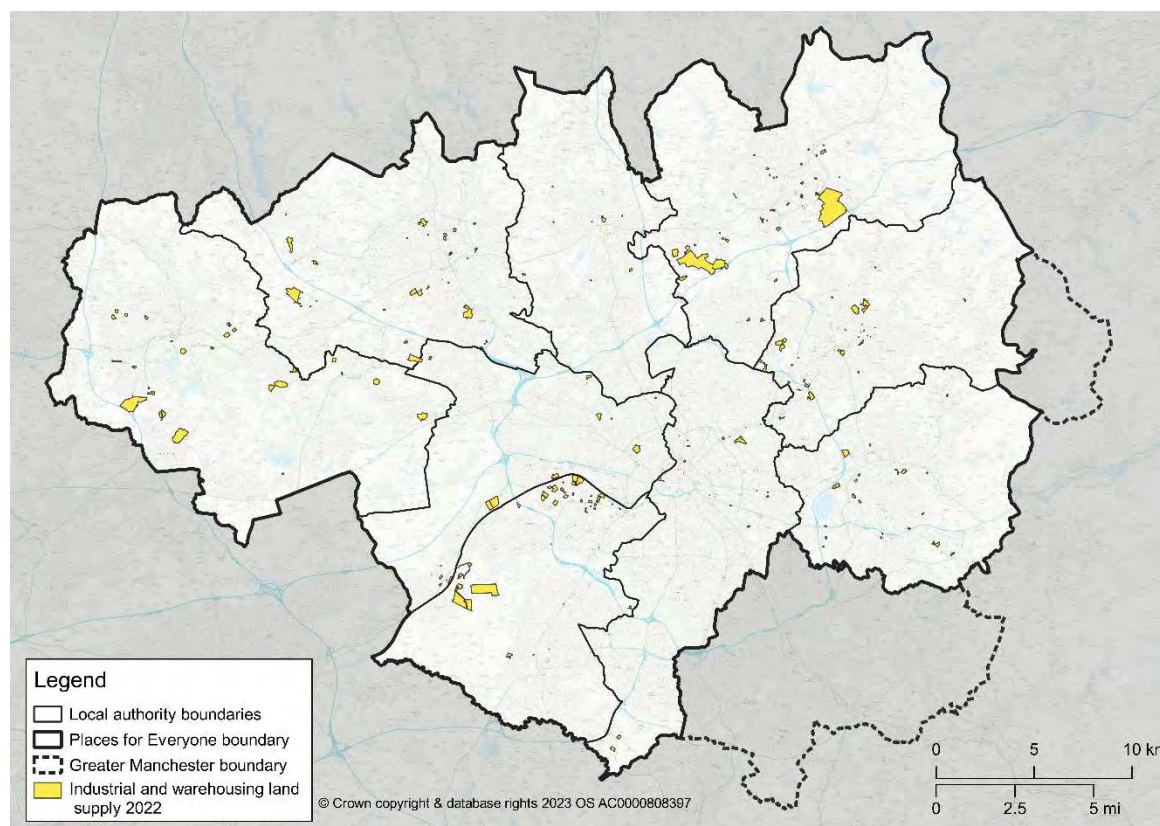 Legend
Local authority boundaries
Places for Everyone boundary
Greater Manchester boundary
Industrial and warehousing land
supply 2022
© Crown copyright & database rights 2023 OS AC0000808397
0 5 10 km
0 2.5 5 mi